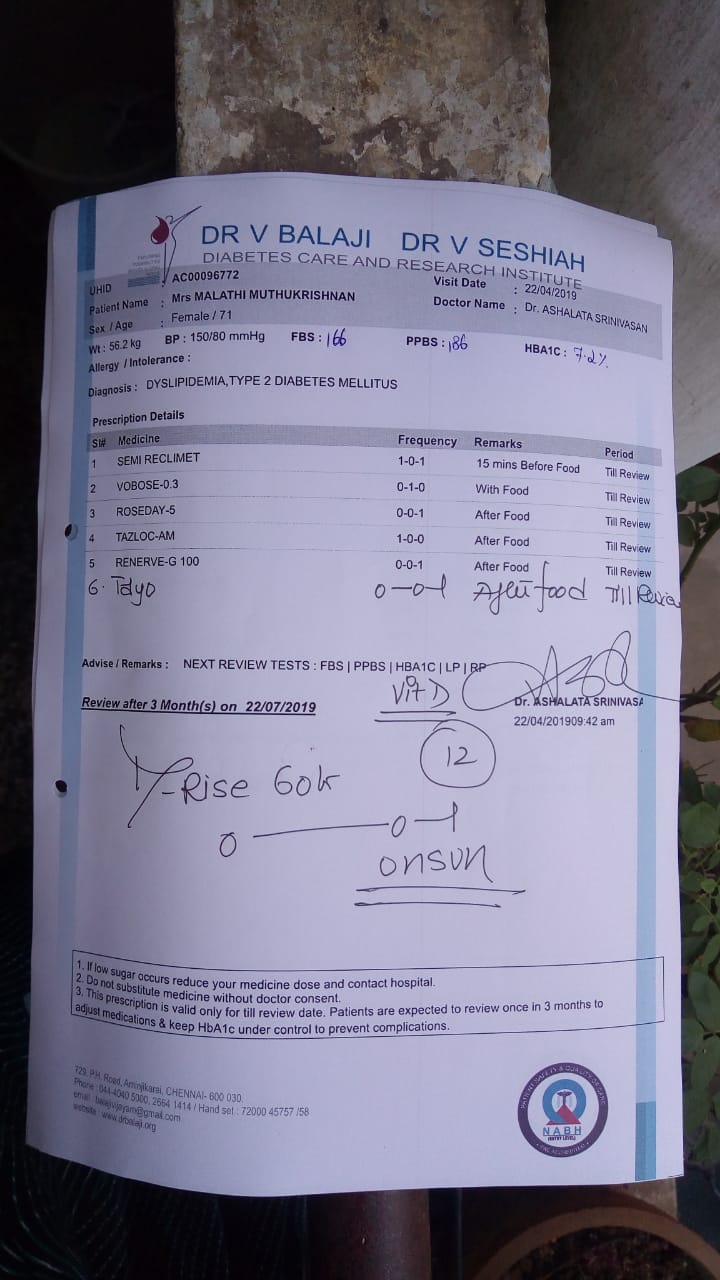 DR V BALAJI DR V SESHIAH
DIABETES CARE AND RESEARCH INSTITUTE
UHID : AC00096772 Visit Date : 22/04/2019
Patient Name : Mrs MALATHI MUTHUKRISHNAN Doctor Name : Dr. ASHALATA SRINIVASAN
Sex / Age : Female / 71
Wt : 56.2 kg BP : 150/80 mmHg FBS : 166 PPBS : 186 HBA1C : 7.2%
Allergy / Intolerance :
Diagnosis : DYSLIPIDEMIA,TYPE 2 DIABETES MELLITUS
Prescription Details
Sl# Medicine Frequency Remarks Period
1 SEMI RECLIMET 1-0-1 15 mins Before Food Till Review
2 VOBOSE-0.3 0-1-0 With Food Till Review
3 ROSEDAY-5 0-0-1 After Food Till Review
4 TAZLOC-AM 1-0-0 After Food Till Review
5 RENERVE-G 100 0-0-1 After Food Till Review
6. Tayo 0-0-1 After food Till Review
Advise / Remarks : NEXT REVIEW TESTS : FBS | PPBS | HBA1C | LP | RP
Vit D
Dr. ASHALATA SRINIVASA
Review after 3 Month(s) on 22/07/2019
22/04/201909:42 am
12
-Rise 60k
0-0-1
onsun
1. If low sugar occurs reduce your medicine dose and contact hospital.
2. Do not substitute medicine without doctor consent.
3. This prescription is valid only for till review date. Patients are expected to review once in 3 months to
adjust medications & keep HbA1c under control to prevent complications.
729, P.H. Road, Aminjikarai, CHENNAI- 600 030.
Phone : 044-4040 5000, 2664 1414 / Hand set : 72000 45757 /58
email : balajivijayam@gmail.com
website : www.drbalaji.org
PATIENT SAFETY & QUALITY OF CARE
NABH
(ENTRY LEVEL)